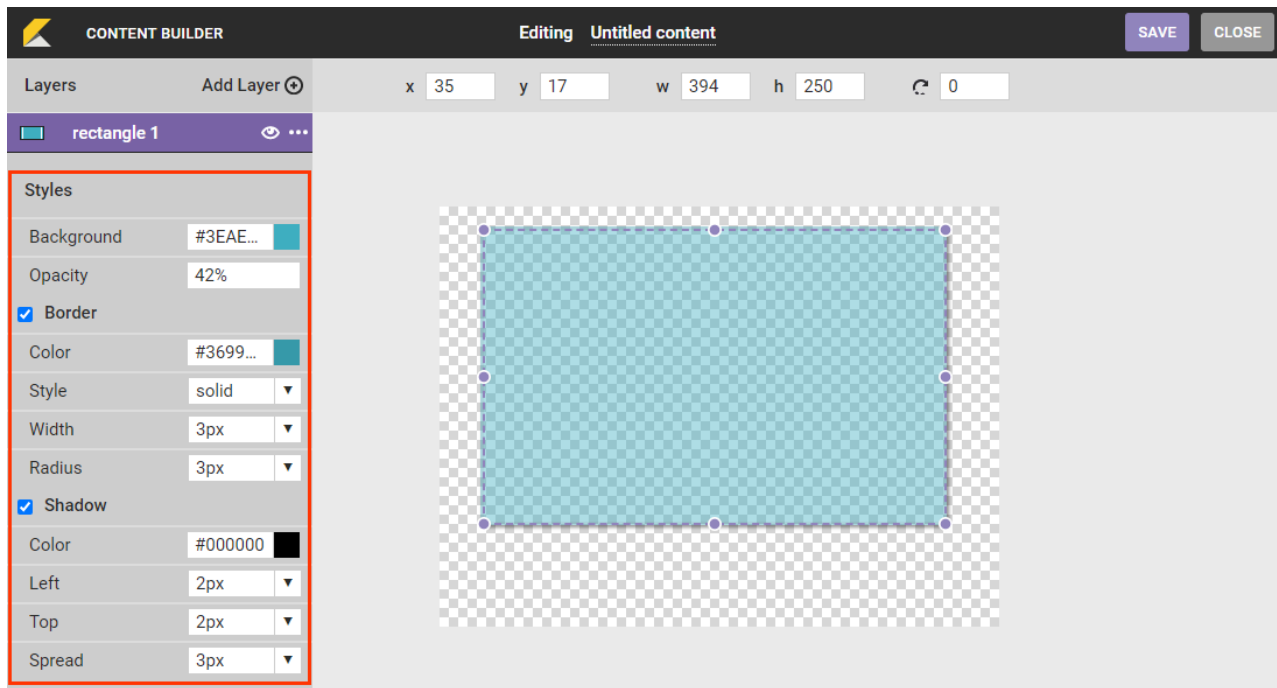 CONTENT BUILDER Editing Untitled content SAVE CLOSE
Layers Add Layer x 35 y 17 w 394 h 250 0
rectangle 1
Styles
Background #3EAE...
Opacity 42%
Border
Color #3699...
Style solid
Width 3px
Radius 3px
Shadow
Color #000000
Left 2px
Top 2px
Spread 3px